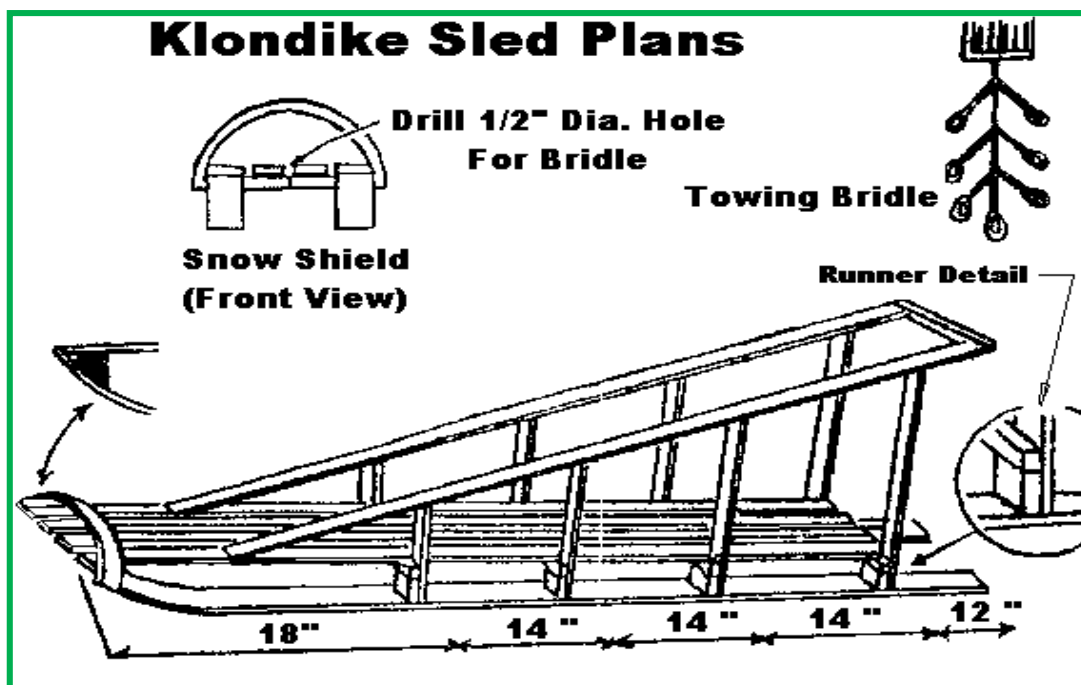 Klondike Sled Plans
Drill 1/2" Dia. Hole
For Bridle
Towing Bridle
Snow Shield
(Front View)
Runner Detail
18"
14 "
14 "
14 "
12 "